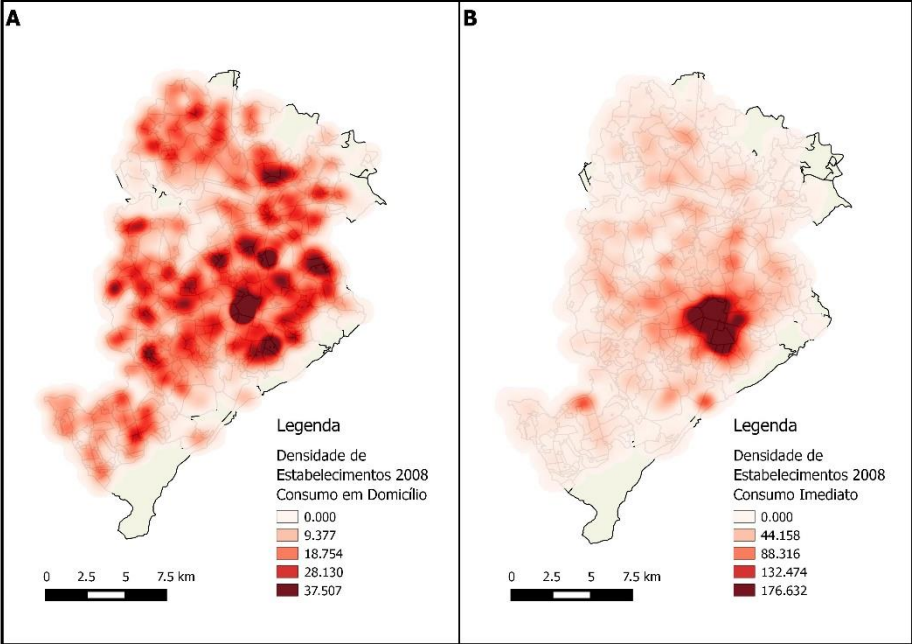 A
Legenda
Densidade de
Estabelecimentos 2008
Consumo em Domicílio
0.000
9.377
18.754
28.130
37.507
0 2.5 5 7.5 km
B
Legenda
Densidade de
Estabelecimentos 2008
Consumo Imediato
0.000
44.158
88.316
132.474
176.632
0 2.5 5 7.5 km